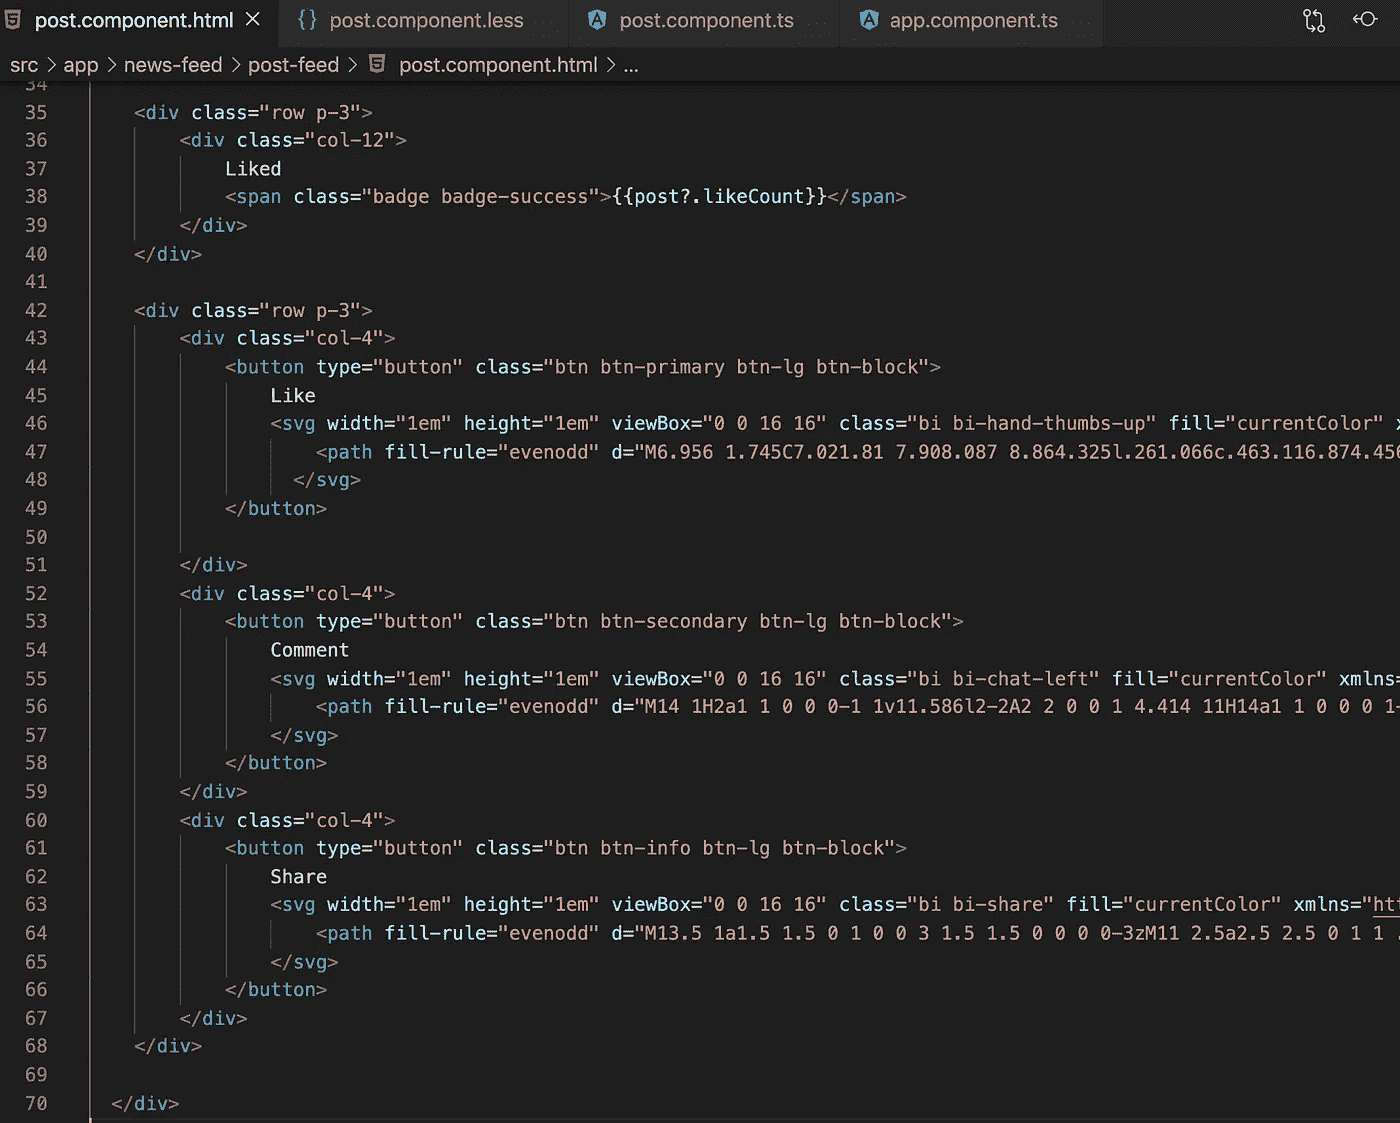 post.component.html × {} post.component.less post.component.ts app.component.ts
src > app > news-feed > post-feed > post.component.html > ...
34
35 <div class="row p-3">
36 <div class="col-12">
37 Liked
38 <span class="badge badge-success">{{post?.likeCount}}</span>
39 </div>
40 </div>
41
42 <div class="row p-3">
43 <div class="col-4">
44 <button type="button" class="btn btn-primary btn-lg btn-block">
45 Like
46 <svg width="1em" height="1em" viewBox="0 0 16 16" class="bi bi-hand-thumbs-up" fill="currentColor" x
47 <path fill-rule="evenodd" d="M6.956 1.745C7.021.81 7.908.087 8.864.325l.261.066c.463.116.874.456
48 </svg>
49 </button>
50
51 </div>
52 <div class="col-4">
53 <button type="button" class="btn btn-secondary btn-lg btn-block">
54 Comment
55 <svg width="1em" height="1em" viewBox="0 0 16 16" class="bi bi-chat-left" fill="currentColor" xmlns=
56 <path fill-rule="evenodd" d="M14 1H2a1 1 0 0 0-1 1v11.586l2-2A2 2 0 0 1 4.414 11H14a1 1 0 0 0 1-
57 </svg>
58 </button>
59 </div>
60 <div class="col-4">
61 <button type="button" class="btn btn-info btn-lg btn-block">
62 Share
63 <svg width="1em" height="1em" viewBox="0 0 16 16" class="bi bi-share" fill="currentColor" xmlns="htt
64 <path fill-rule="evenodd" d="M13.5 1a1.5 1.5 0 1 0 0 3 1.5 1.5 0 0 0 0-3zM11 2.5a2.5 2.5 0 1 1 .
65 </svg>
66 </button>
67 </div>
68 </div>
69
70 </div>